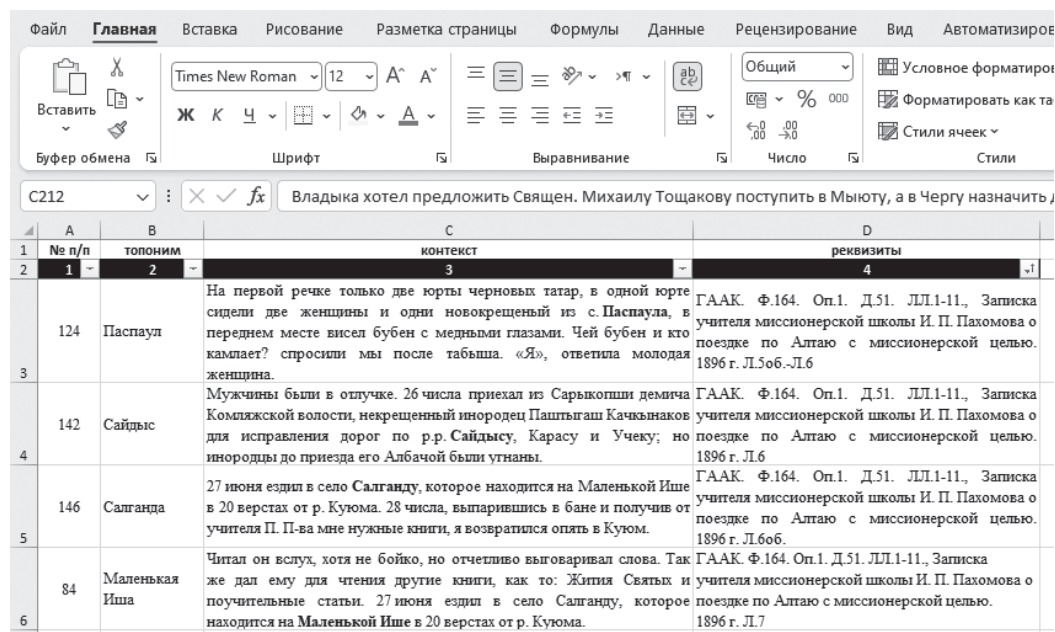 Файл Главная Вставка Рисование Разметка страницы Формулы Данные Рецензирование Вид Автоматизиров
Times New Roman 12 Общий Условное форматиров
Вставить Форматировать как та
Ж К Ч Стили ячеек
Буфер обмена Шрифт Выравнивание Число Стили
C212 fx Владыка хотел предложить Священ. Михаилу Тощакову поступить в Мыюту, а в Чергу назначить
A B C D
1 № п/п топоним контекст реквизиты
2 1 2 3 4
3
124
Паспаул
На первой речке только две юрты черновых татар, в одной юрте
сидели две женщины и одни новокрещеный из с. Паспаула, в
переднем месте висел бубен с медными глазами. Чей бубен и кто
камлает? спросили мы после табыша. «Я», ответила молодая
женщина.
ГААК. Ф.164. Оп.1. Д.51. ЛЛ.1-11., Записка
учителя миссионерской школы И. П. Пахомова о
поездке по Алтаю с миссионерской целью.
1896 г. Л.5об.-Л.6
4
142
Сайдыс
Мужчины были в отлучке. 26 числа приехал из Сарыкопши демича
Комляжской волости, некрещенный инородец Паштыгаш Качкынаков
для исправления дорог по р.р. Сайдысу, Карасу и Учеку; но
инородцы до приезда его Албачой были угнаны.
ГААК. Ф.164. Оп.1. Д.51. ЛЛ.1-11., Записка
учителя миссионерской школы И. П. Пахомова о
поездке по Алтаю с миссионерской целью.
1896 г. Л.6
5
146
Салганда
27 июня ездил в село Салганду, которое находится на Маленькой Ише
в 20 верстах от р. Куюма. 28 числа, выпарившись в бане и получив от
учителя П. П-ва мне нужные книги, я возвратился опять в Куюм.
ГААК. Ф.164. Оп.1. Д.51. ЛЛ.1-11., Записка
учителя миссионерской школы И. П. Пахомова о
поездке по Алтаю с миссионерской целью.
1896 г. Л.6об.
6
84
Маленькая
Иша
Читал он вслух, хотя не бойко, но отчетливо выговаривал слова. Так
же дал ему для чтения другие книги, как то: Жития Святых и
поучительные статьи. 27 июня ездил в село Салганду, которое
находится на Маленькой Ише в 20 верстах от р. Куюма.
ГААК. Ф.164. Оп.1. Д.51. ЛЛ.1-11., Записка
учителя миссионерской школы И. П. Пахомова о
поездке по Алтаю с миссионерской целью.
1896 г. Л.7